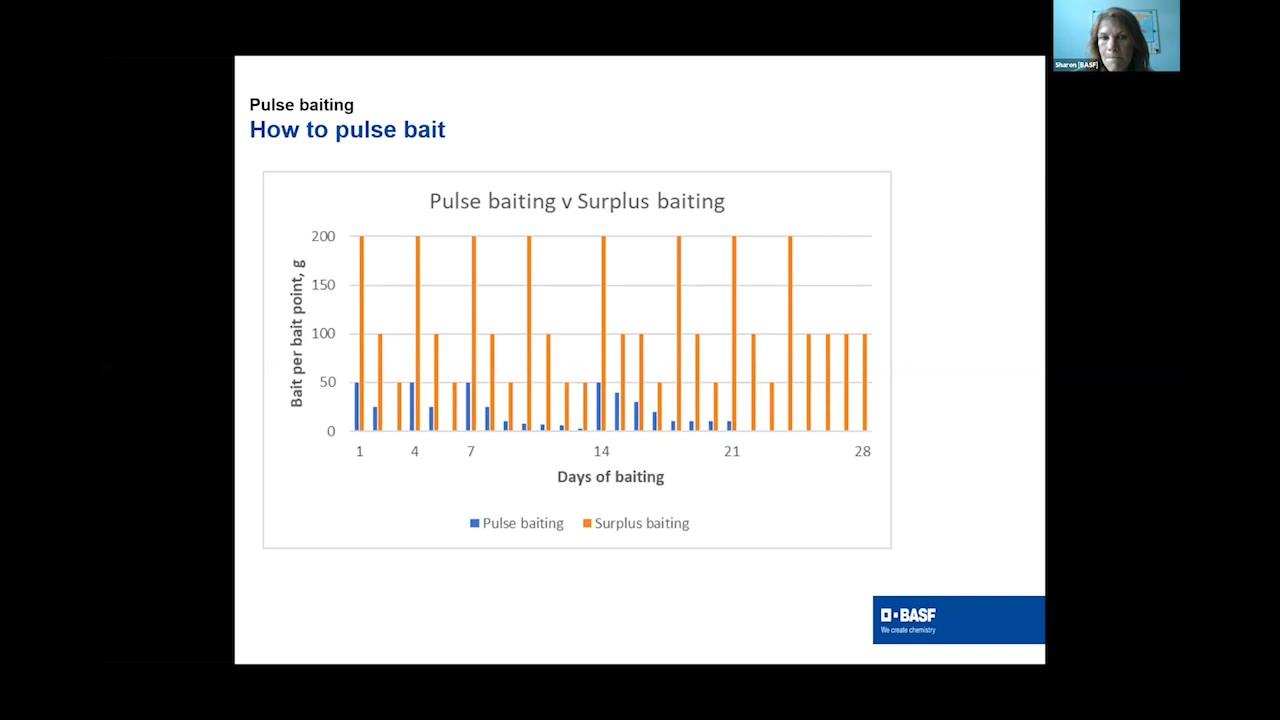 Sharon [BASF]
Pulse baiting
How to pulse bait
Pulse baiting v Surplus baiting
Bait per bait point, g
200
150
100
50
0
1 4 7 14 21 28
Days of baiting
Pulse baiting Surplus baiting
BASF
We create chemistry